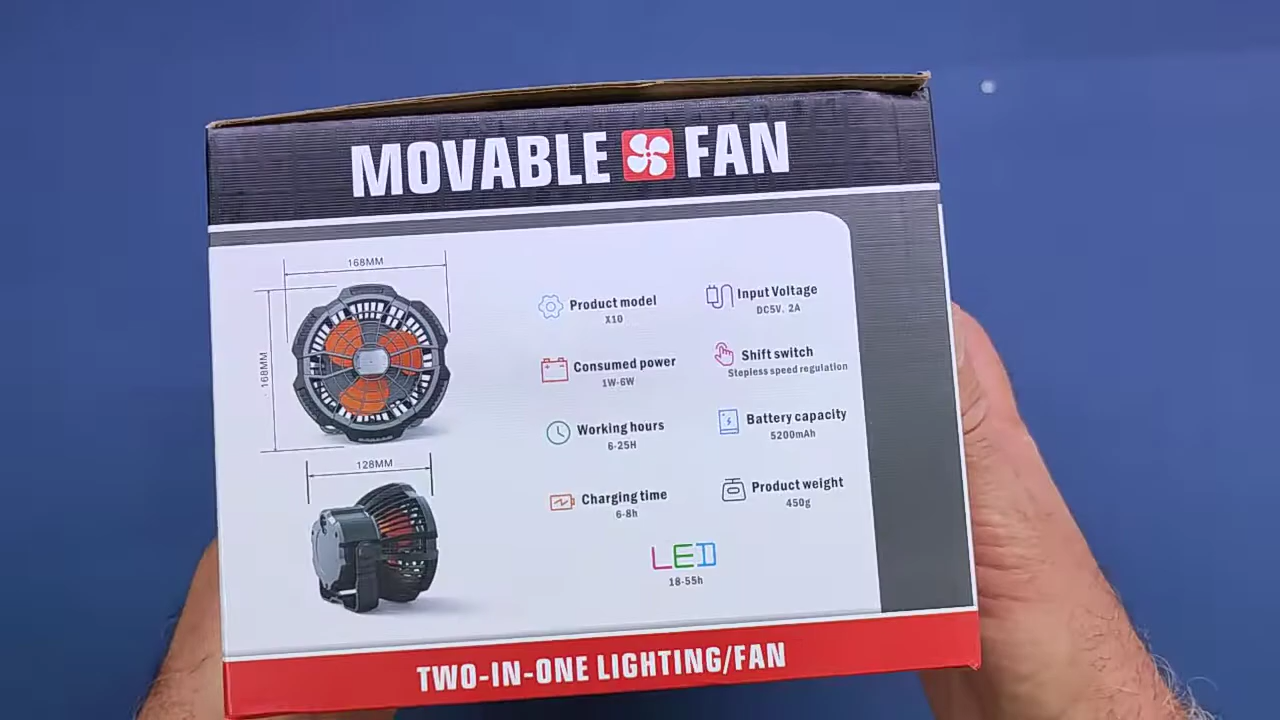 MOVABLE FAN
168MM
168MM
128MM
Product model
X10
Input Voltage
DC5V. 2A
Consumed power
1W-6W
Shift switch
Stepless speed regulation
Working hours
6-25H
Battery capacity
5200mAh
Charging time
6-8h
Product weight
450g
LED
18-55h
TWO-IN-ONE LIGHTING/FAN